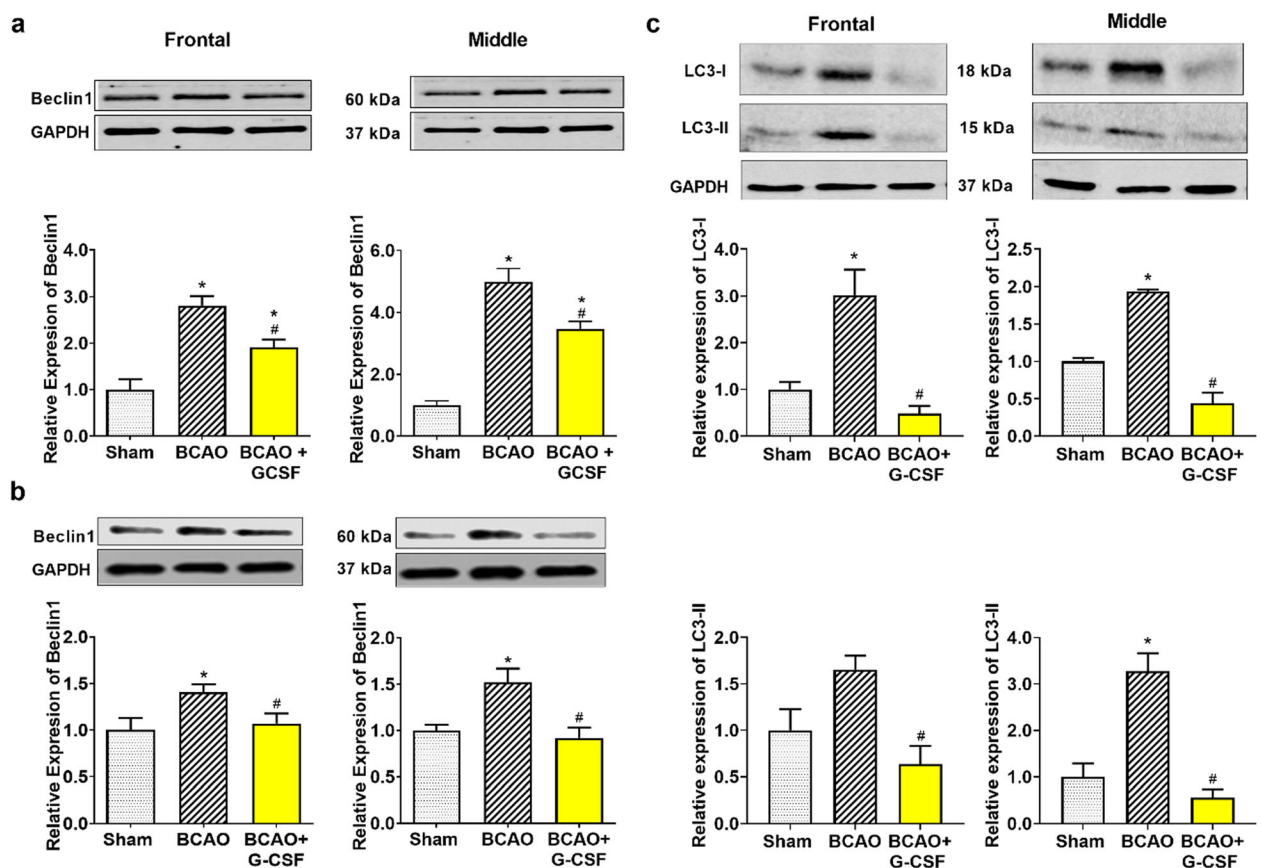 a
Frontal
Middle
Beclin1
60 kDa
GAPDH
37 kDa
Relative Expression of Beclin1
4.0
3.0
2.0
1.0
0.0
*
*
#
Sham
BCAO
BCAO +
GCSF
Relative Expression of Beclin1
6.0
4.0
2.0
0.0
*
*
#
Sham
BCAO
BCAO +
GCSF
b
Beclin1
60 kDa
GAPDH
37 kDa
Relative Expression of Beclin1
2.0
1.5
1.0
0.5
0.0
*
#
Sham
BCAO
BCAO+
G-CSF
Relative Expression of Beclin1
2.0
1.5
1.0
0.5
0.0
*
#
Sham
BCAO
BCAO+
G-CSF
c
Frontal
Middle
LC3-I
18 kDa
LC3-II
15 kDa
GAPDH
37 kDa
Relative expression of LC3-I
4.0
3.0
2.0
1.0
0.0
*
#
Sham
BCAO
BCAO+
G-CSF
Relative expression of LC3-I
2.5
2.0
1.5
1.0
0.5
0.0
*
#
Sham
BCAO
BCAO+
G-CSF
Relative expression of LC3-II
2.0
1.5
1.0
0.5
0.0
#
Sham
BCAO
BCAO+
G-CSF
Relative expression of LC3-II
4.0
3.0
2.0
1.0
0.0
*
#
Sham
BCAO
BCAO+
G-CSF